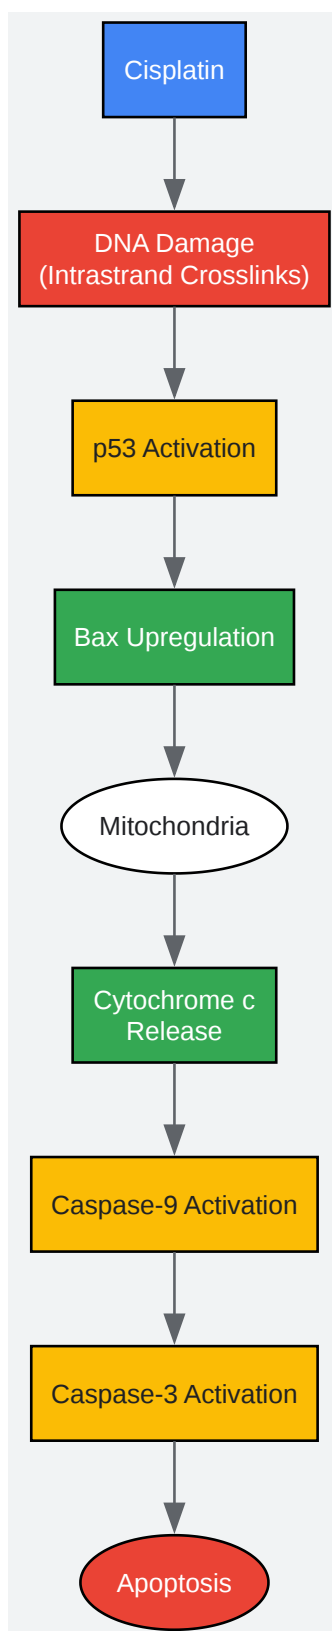 Cisplatin
DNA Damage
(Intrastrand Crosslinks)
p53 Activation
Bax Upregulation
Mitochondria
Cytochrome c
Release
Caspase-9 Activation
Caspase-3 Activation
Apoptosis